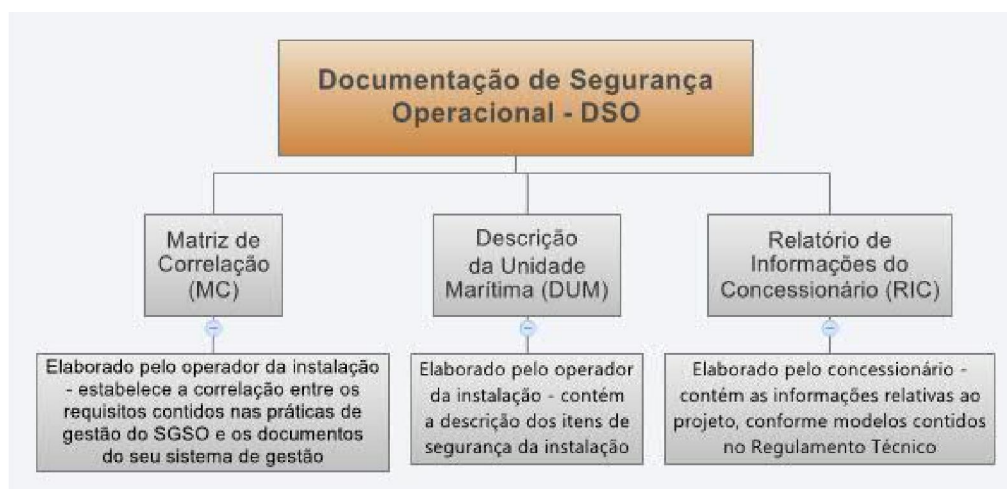 Documentação de Segurança
Operacional - DSO
Matriz de
Correlação
(MC)
Descrição
da Unidade
Marítima (DUM)
Relatório de
Informações do
Concessionário (RIC)
Elaborado pelo operador da instalação
- estabelece a correlação entre os
requisitos contidos nas práticas de
gestão do SGSO e os documentos
do seu sistema de gestão
Elaborado pelo operador
da instalação - contém
a descrição dos itens de
segurança da instalação
Elaborado pelo concessionário -
contém as informações relativas ao
projeto, conforme modelos contidos
no Regulamento Técnico